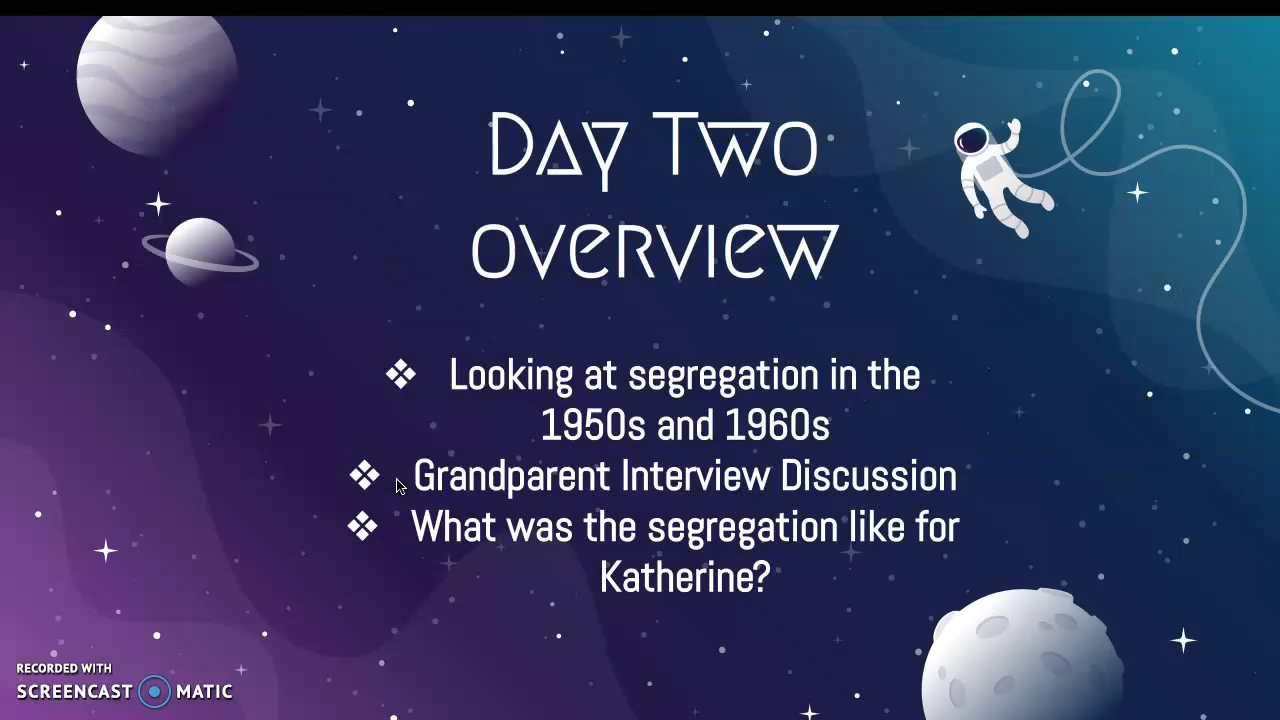 Day Two
overview
❖ Looking at segregation in the
1950s and 1960s
❖ Grandparent Interview Discussion
❖ What was the segregation like for
Katherine?
RECORDED WITH
SCREENCAST MATIC